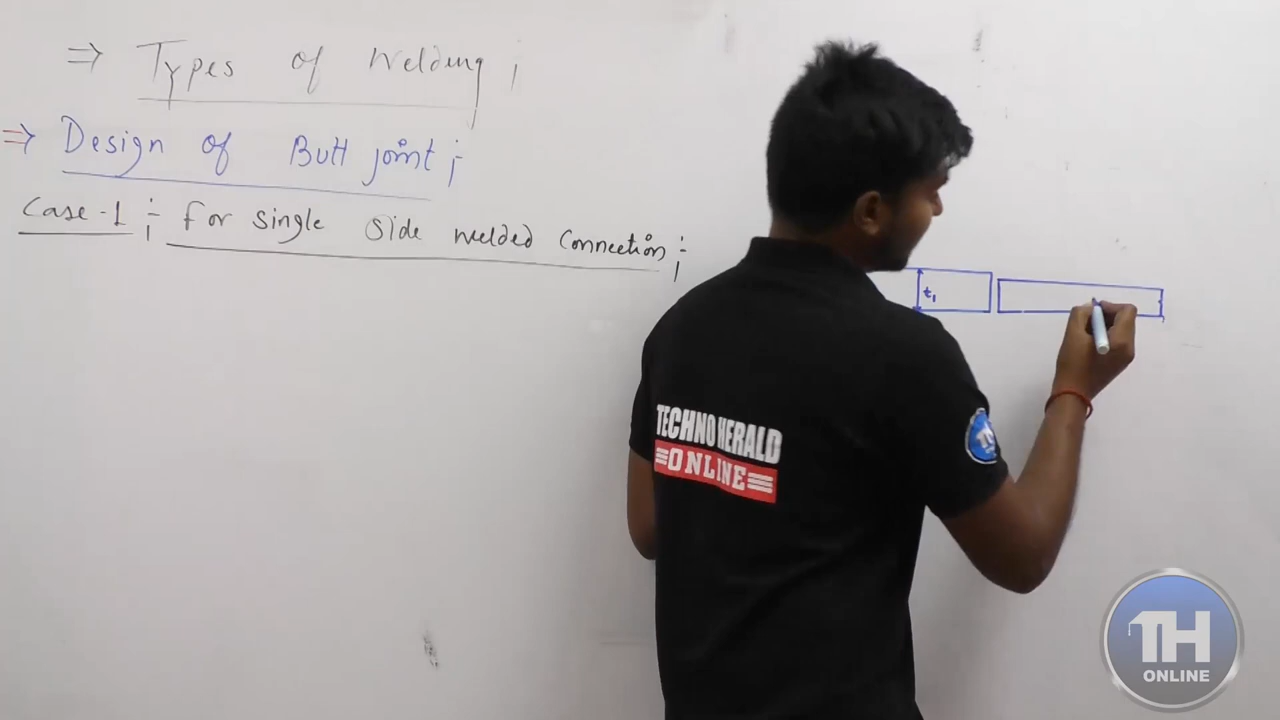 ⇒ Types of Welding ;
⇒ Design of Butt joint ;
Case-1 :- for single side welded connection :-
t1
TECHNO HERALD
ONLINE
TH
ONLINE